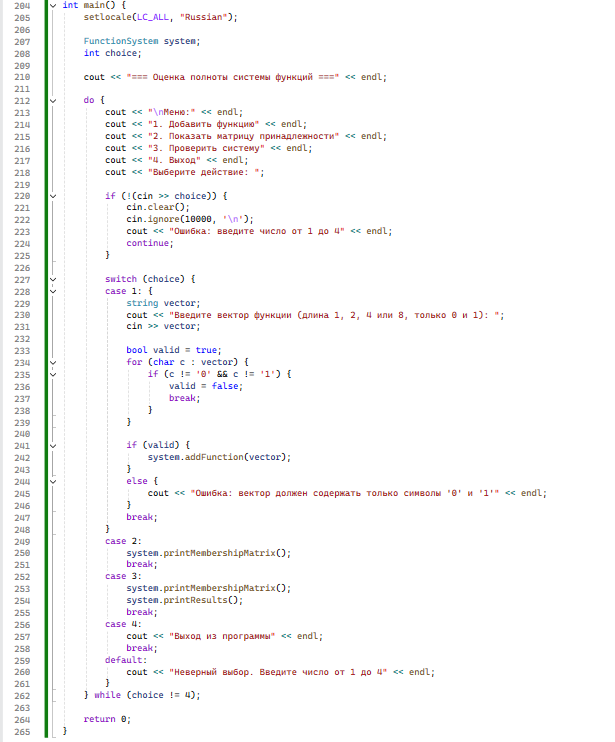 204 int main() {
205 setlocale(LC_ALL, "Russian");
206
207 FunctionSystem system;
208 int choice;
209
210 cout << "=== Оценка полноты системы функций ===" << endl;
211
212 do {
213 cout << "\nМеню:" << endl;
214 cout << "1. Добавить функцию" << endl;
215 cout << "2. Показать матрицу принадлежности" << endl;
216 cout << "3. Проверить систему" << endl;
217 cout << "4. Выход" << endl;
218 cout << "Выберите действие: ";
219
220 if (!(cin >> choice)) {
221 cin.clear();
222 cin.ignore(10000, '\n');
223 cout << "Ошибка: введите число от 1 до 4" << endl;
224 continue;
225 }
226
227 switch (choice) {
228 case 1: {
229 string vector;
230 cout << "Введите вектор функции (длина 1, 2, 4 или 8, только 0 и 1): ";
231 cin >> vector;
232
233 bool valid = true;
234 for (char c : vector) {
235 if (c != '0' && c != '1') {
236 valid = false;
237 break;
238 }
239 }
240
241 if (valid) {
242 system.addFunction(vector);
243 }
244 else {
245 cout << "Ошибка: вектор должен содержать только символы '0' и '1'" << endl;
246 }
247 break;
248 }
249 case 2:
250 system.printMembershipMatrix();
251 break;
252 case 3:
253 system.printMembershipMatrix();
254 system.printResults();
255 break;
256 case 4:
257 cout << "Выход из программы" << endl;
258 break;
259 default:
260 cout << "Неверный выбор. Введите число от 1 до 4" << endl;
261 }
262 } while (choice != 4);
263
264 return 0;
265 }